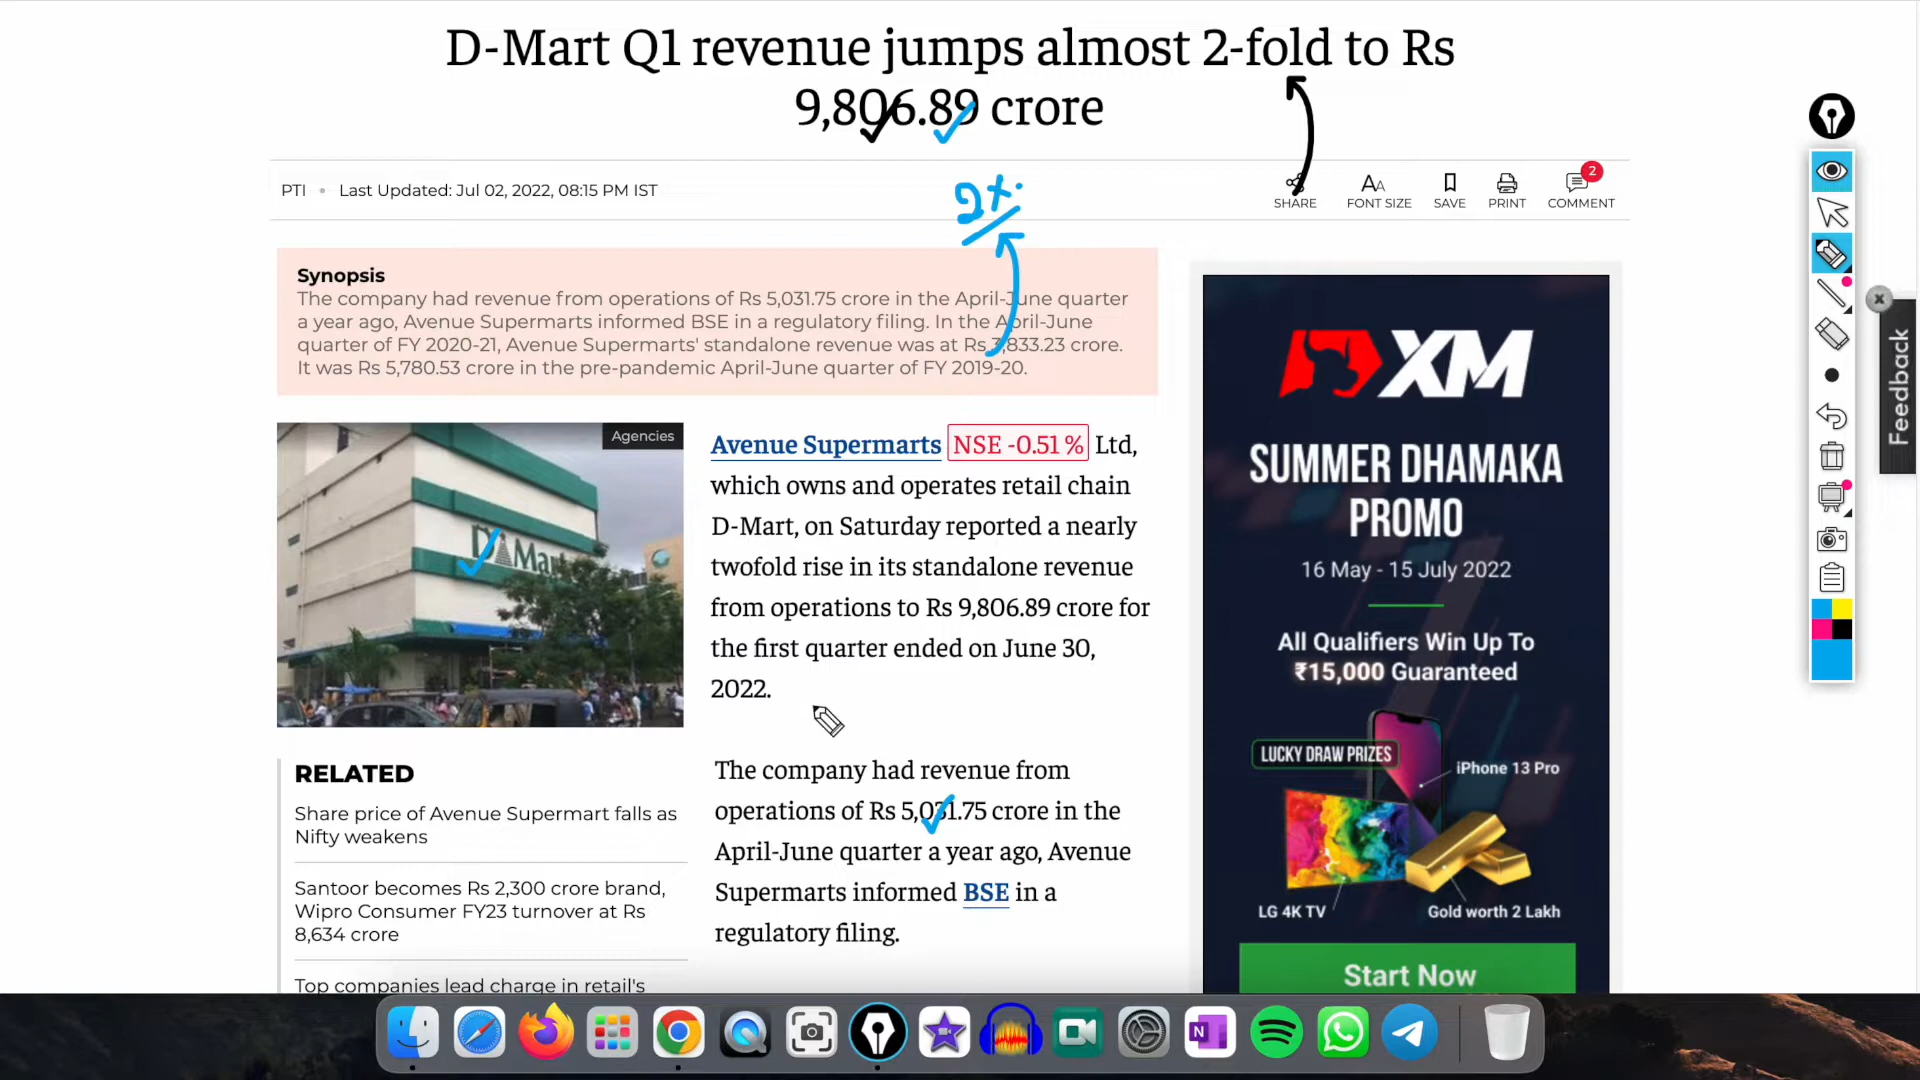 D-Mart Q1 revenue jumps almost 2-fold to Rs
9,806.89 crore
PTI • Last Updated: Jul 02, 2022, 08:15 PM IST
2x.
SHARE
AA
FONT SIZE
SAVE
PRINT
2
COMMENT
Synopsis
The company had revenue from operations of Rs 5,031.75 crore in the April-June quarter
a year ago, Avenue Supermarts informed BSE in a regulatory filing. In the April-June
quarter of FY 2020-21, Avenue Supermarts' standalone revenue was at Rs 3,833.23 crore.
It was Rs 5,780.53 crore in the pre-pandemic April-June quarter of FY 2019-20.
Agencies
D Mart
Avenue Supermarts NSE -0.51 % Ltd,
which owns and operates retail chain
D-Mart, on Saturday reported a nearly
twofold rise in its standalone revenue
from operations to Rs 9,806.89 crore for
the first quarter ended on June 30,
2022.
The company had revenue from
operations of Rs 5,031.75 crore in the
April-June quarter a year ago, Avenue
Supermarts informed BSE in a
regulatory filing.
RELATED
Share price of Avenue Supermart falls as
Nifty weakens
Santoor becomes Rs 2,300 crore brand,
Wipro Consumer FY23 turnover at Rs
8,634 crore
Top companies lead charge in retail's
XM
SUMMER DHAMAKA
PROMO
16 May - 15 July 2022
All Qualifiers Win Up To
₹15,000 Guaranteed
LUCKY DRAW PRIZES
iPhone 13 Pro
LG 4K TV
Gold worth 2 Lakh
Start Now
Feedback
N